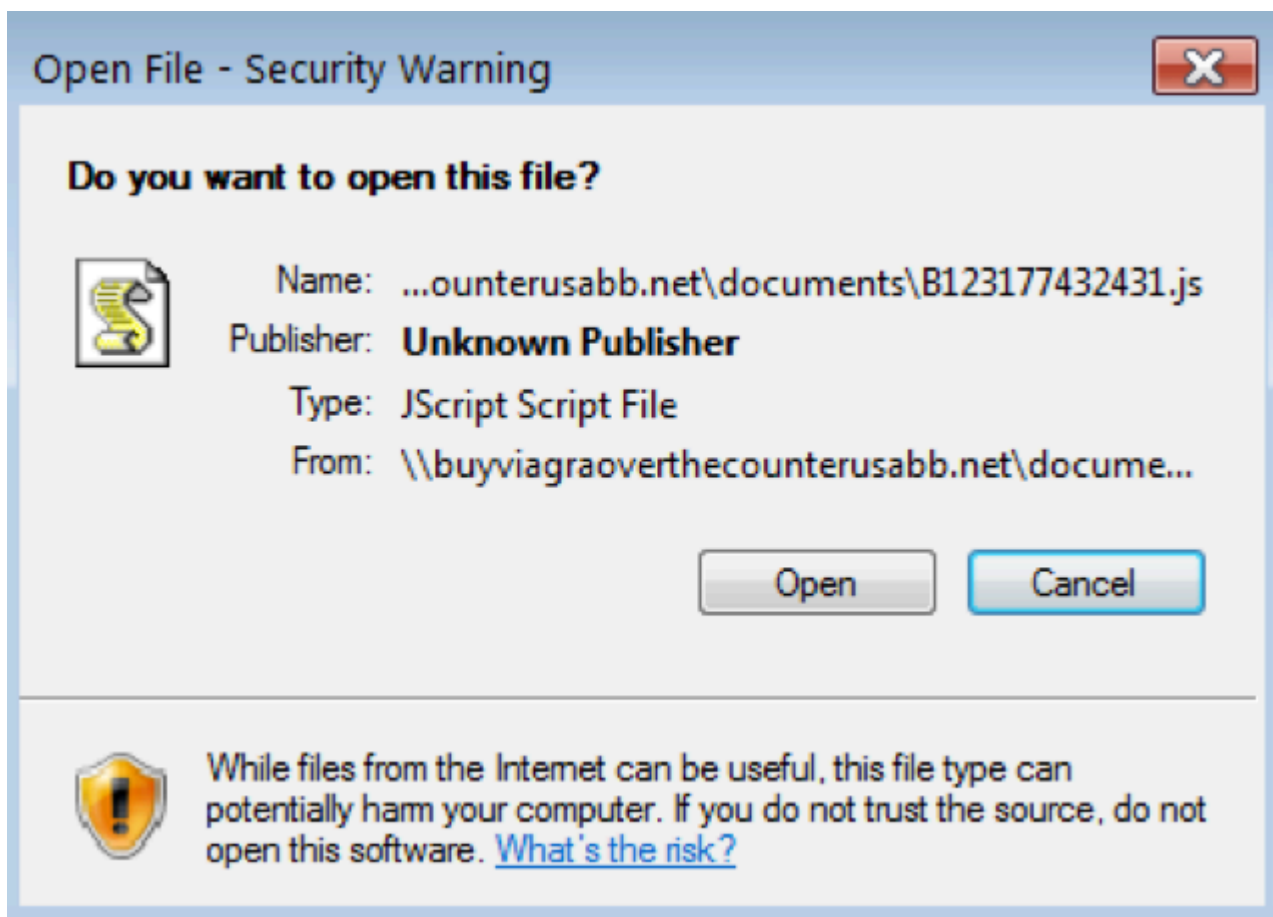 Open File - Security Warning
Do you want to open this file?
Name: ...ounterusabb.net\documents\B123177432431.js
Publisher: Unknown Publisher
Type: JScript Script File
From: \\buyviagraoverthecounterusabb.net\docume...
Open Cancel
While files from the Internet can be useful, this file type can
potentially harm your computer. If you do not trust the source, do not
open this software. What's the risk?